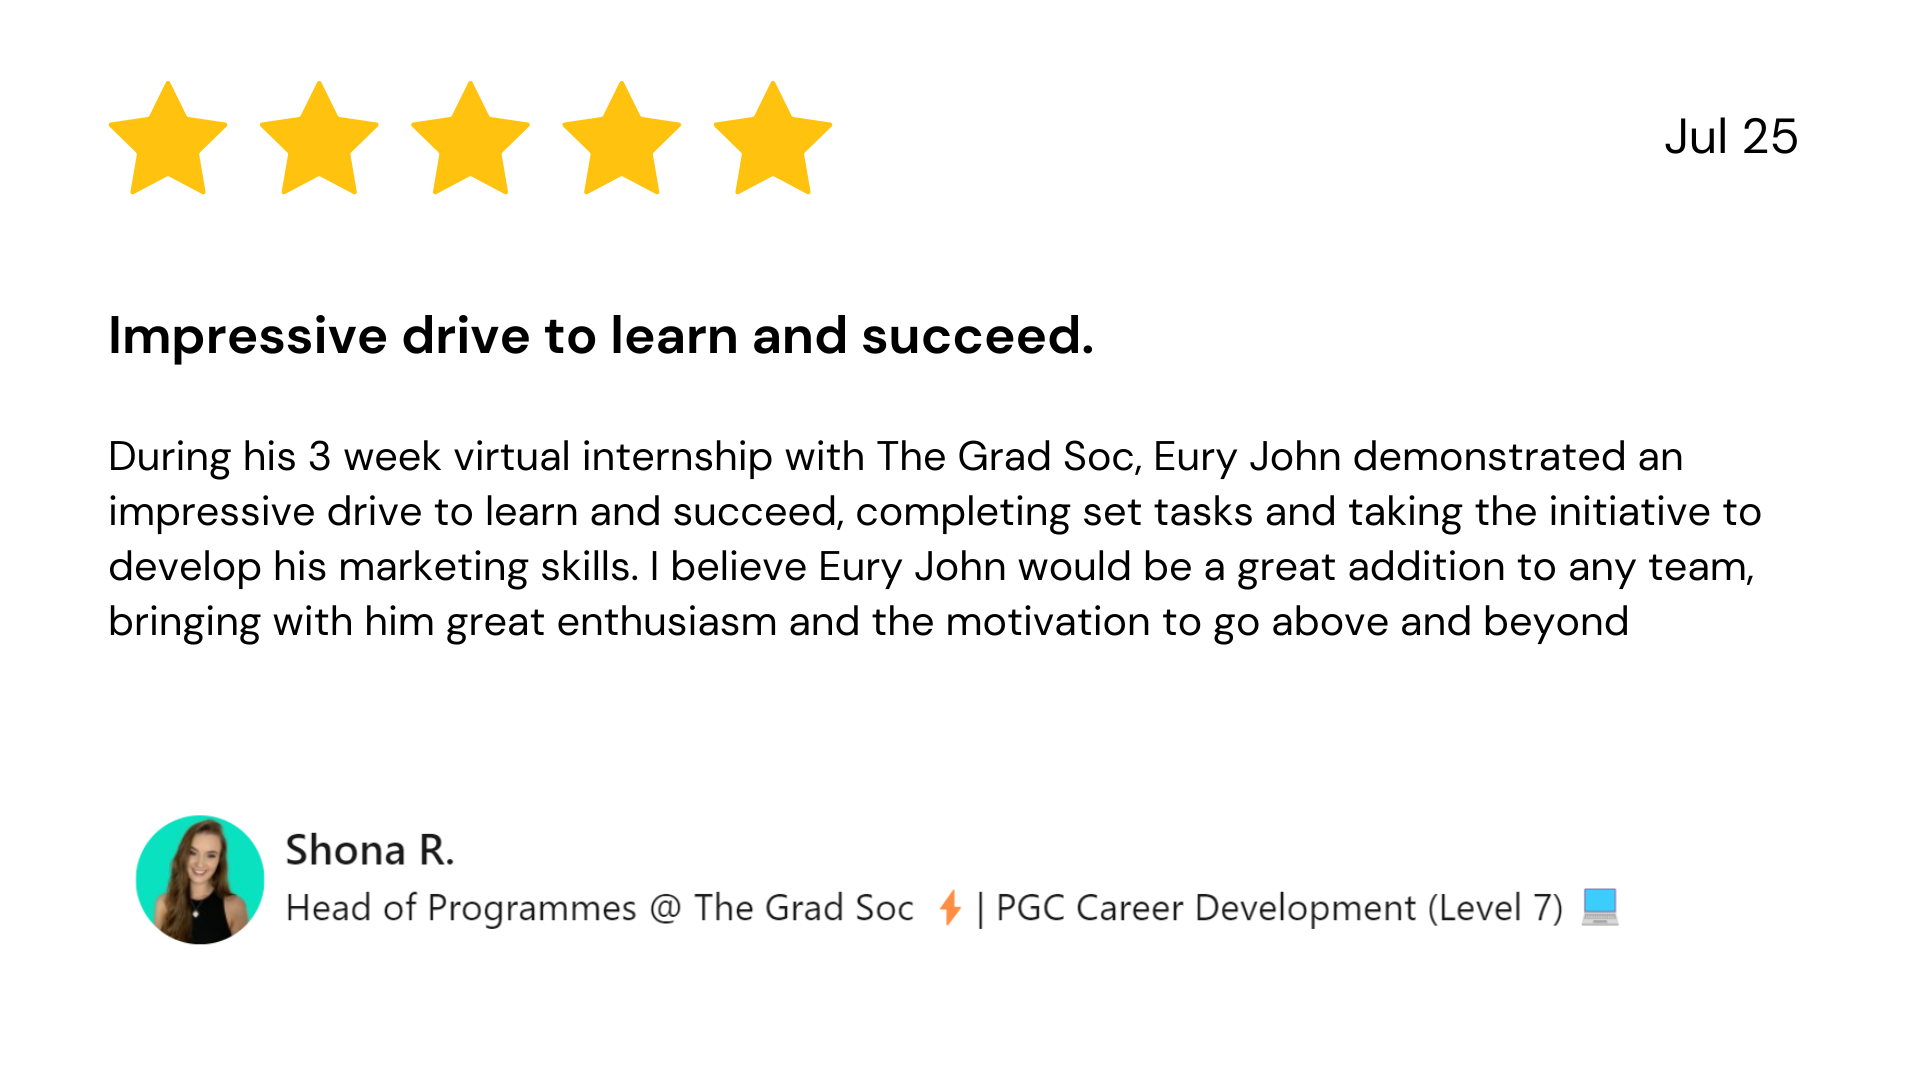 Jul 25
Impressive drive to learn and succeed.
During his 3 week virtual internship with The Grad Soc, Eury John demonstrated an
impressive drive to learn and succeed, completing set tasks and taking the initiative to
develop his marketing skills. I believe Eury John would be a great addition to any team,
bringing with him great enthusiasm and the motivation to go above and beyond
Shona R.
Head of Programmes @ The Grad Soc ⚡ | PGC Career Development (Level 7) 💻